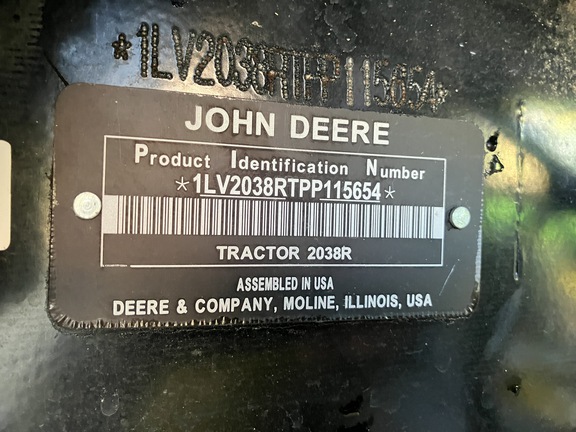 *1LV2038RTPP115654*
JOHN DEERE
Product Identification Number
*1LV2038RTPP115654*
TRACTOR 2038R
ASSEMBLED IN USA
DEERE & COMPANY, MOLINE, ILLINOIS, USA